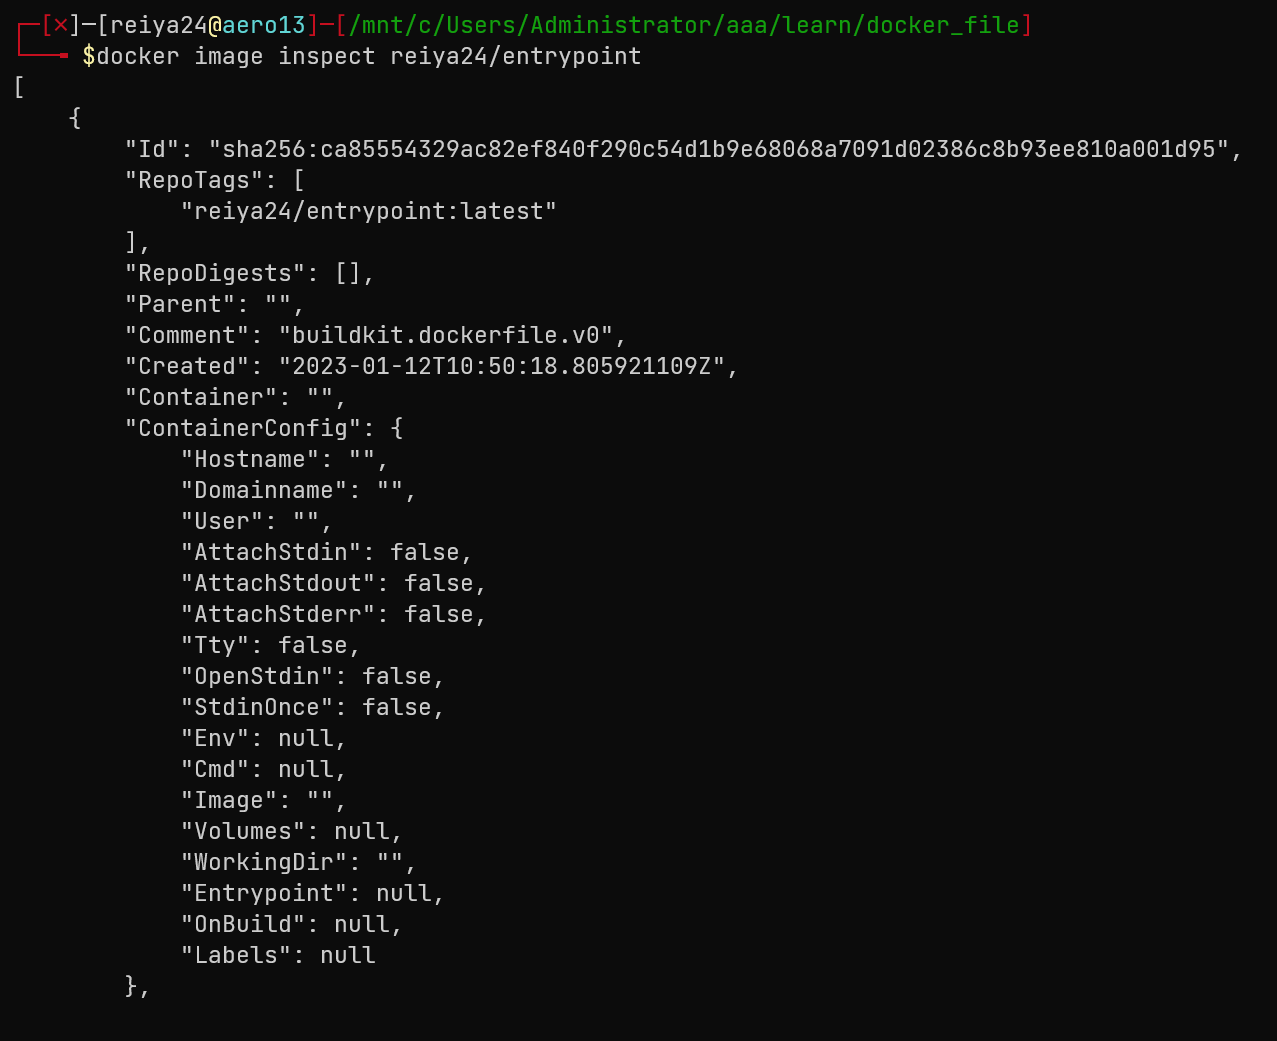 ┌─[✗]─[reiya24@aero13]─[/mnt/c/Users/Administrator/aaa/learn/docker_file]
└──╼ $docker image inspect reiya24/entrypoint
[
    {
        "Id": "sha256:ca85554329ac82ef840f290c54d1b9e68068a7091d02386c8b93ee810a001d95",
        "RepoTags": [
            "reiya24/entrypoint:latest"
        ],
        "RepoDigests": [],
        "Parent": "",
        "Comment": "buildkit.dockerfile.v0",
        "Created": "2023-01-12T10:50:18.805921109Z",
        "Container": "",
        "ContainerConfig": {
            "Hostname": "",
            "Domainname": "",
            "User": "",
            "AttachStdin": false,
            "AttachStdout": false,
            "AttachStderr": false,
            "Tty": false,
            "OpenStdin": false,
            "StdinOnce": false,
            "Env": null,
            "Cmd": null,
            "Image": "",
            "Volumes": null,
            "WorkingDir": "",
            "Entrypoint": null,
            "OnBuild": null,
            "Labels": null
        },